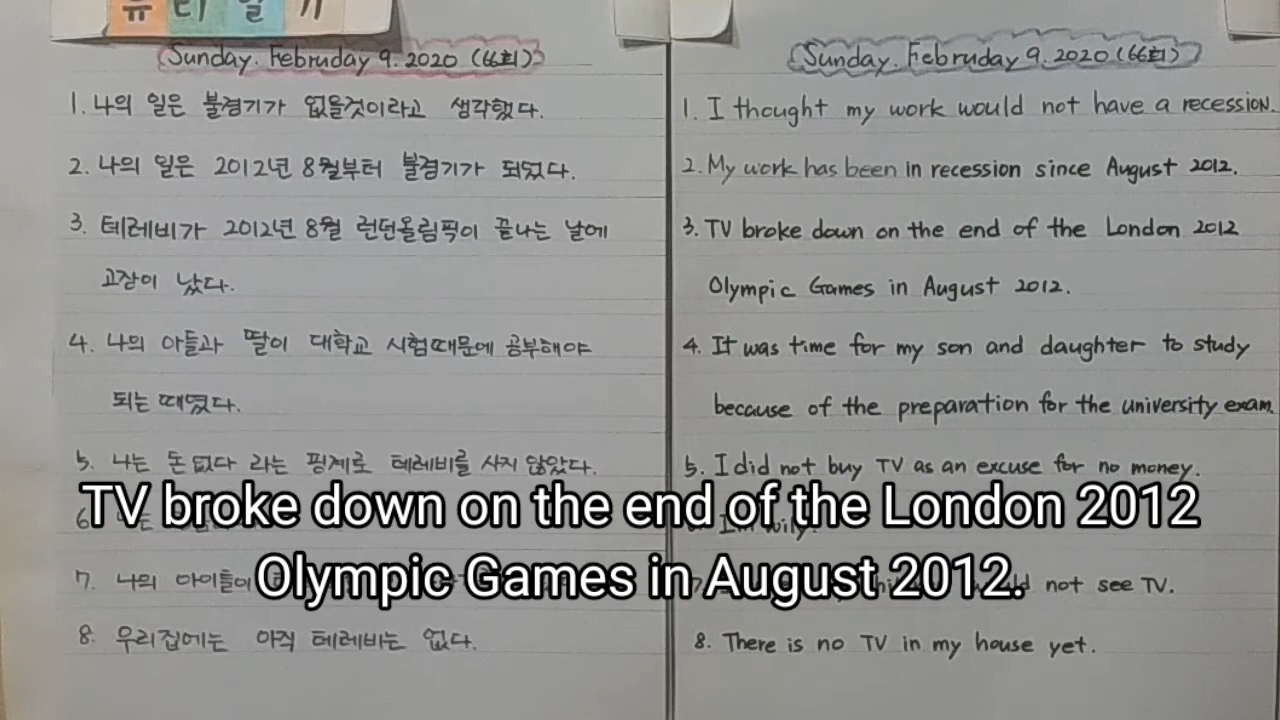 유 티 일 기
Sunday. Februday 9. 2020 (66회)
1. 나의 일은 불경기가 없을것이라고 생각했다.
2. 나의 일은 2012년 8월부터 불경기가 되었다.
3. 테레비가 2012년 8월 런던올림픽이 끝나는 날에
고장이 났다.
4. 나의 아들과 딸이 대학교 시험때문에 공부해야
되는 때였다.
5. 나는 돈없다 라는 핑계로 테레비를 사지 않았다.
6.
7. 나의 아이들이
8. 우리집에는 아직 테레비는 없다.
Sunday. Februday 9. 2020 (66회)
1. I thought my work would not have a recession.
2. My work has been in recession since August 2012.
3. TV broke down on the end of the London 2012
Olympic Games in August 2012.
4. It was time for my son and daughter to study
because of the preparation for the university exam.
5. I did not buy TV as an excuse for no money.
I'm wily.
7. not see TV.
8. There is no TV in my house yet.
TV broke down on the end of the London 2012
Olympic Games in August 2012.